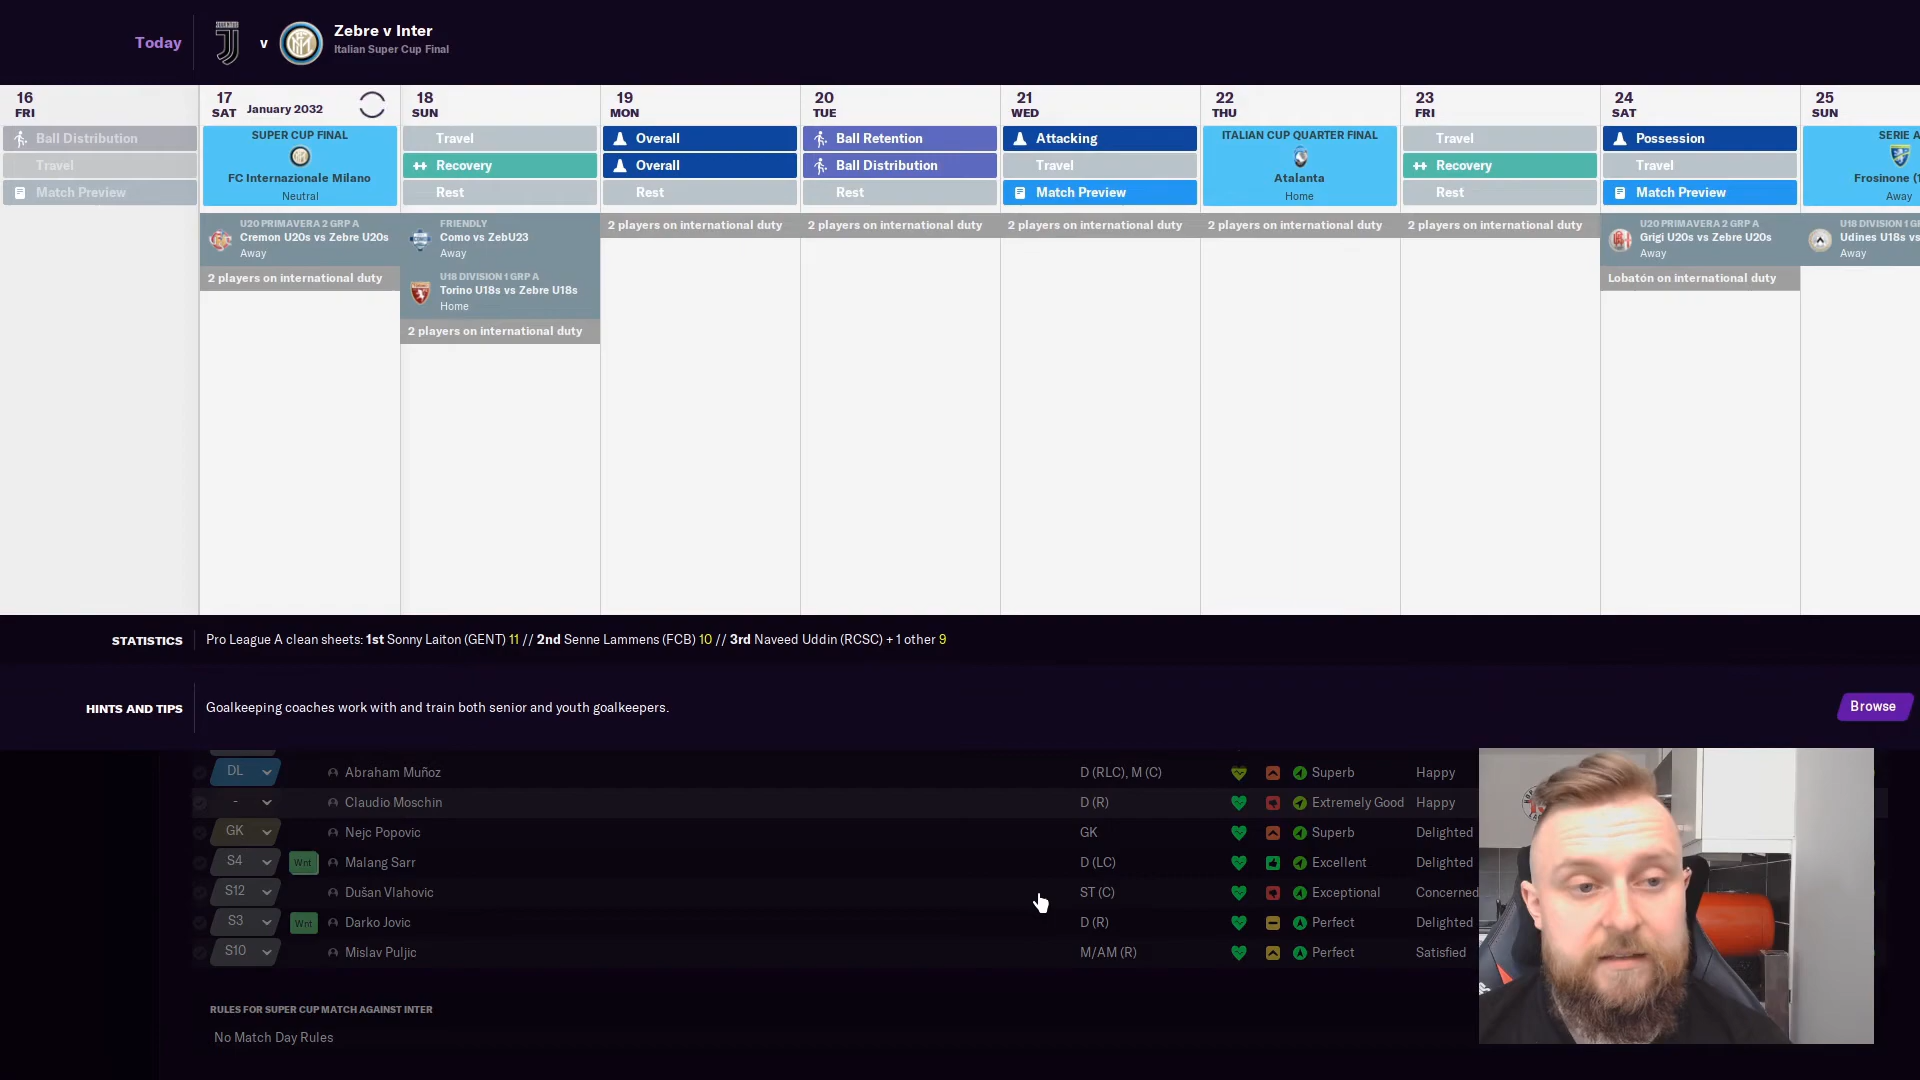 Today
v
Zebre v Inter
Italian Super Cup Final
16
FRI
Ball Distribution
Travel
Match Preview
17
SAT January 2032
SUPER CUP FINAL
FC Internazionale Milano
Neutral
U20 PRIMAVERA 2 GRP A
Cremon U20s vs Zebre U20s
Away
2 players on international duty
18
SUN
Travel
Recovery
Rest
FRIENDLY
Como vs ZebU23
Away
U18 DIVISION 1 GRP A
Torino U18s vs Zebre U18s
Home
2 players on international duty
19
MON
Overall
Overall
Rest
2 players on international duty
20
TUE
Ball Retention
Ball Distribution
Rest
2 players on international duty
21
WED
Attacking
Travel
Match Preview
2 players on international duty
22
THU
ITALIAN CUP QUARTER FINAL
Atalanta
Home
2 players on international duty
23
FRI
Travel
Recovery
Rest
2 players on international duty
24
SAT
Possession
Travel
Match Preview
U20 PRIMAVERA 2 GRP A
Grigi U20s vs Zebre U20s
Away
Lobatón on international duty
25
SUN
SERIE A
Frosinone (1
Away
U18 DIVISION 1 G
Udines U18s vs
Away
STATISTICS
Pro League A clean sheets: 1st Sonny Laiton (GENT) 11 // 2nd Senne Lammens (FCB) 10 // 3rd Naveed Uddin (RCSC) + 1 other 9
HINTS AND TIPS
Goalkeeping coaches work with and train both senior and youth goalkeepers.
Browse
DL Abraham Muñoz D (RLC), M (C) Superb Happy
- Claudio Moschin D (R) Extremely Good Happy
GK Nejc Popovic GK Superb Delighted
S4 Wnt Malang Sarr D (LC) Excellent Delighted
S12 Dušan Vlahovic ST (C) Exceptional Concerned
S3 Wnt Darko Jovic D (R) Perfect Delighted
S10 Mislav Puljic M/AM (R) Perfect Satisfied
RULES FOR SUPER CUP MATCH AGAINST INTER
No Match Day Rules